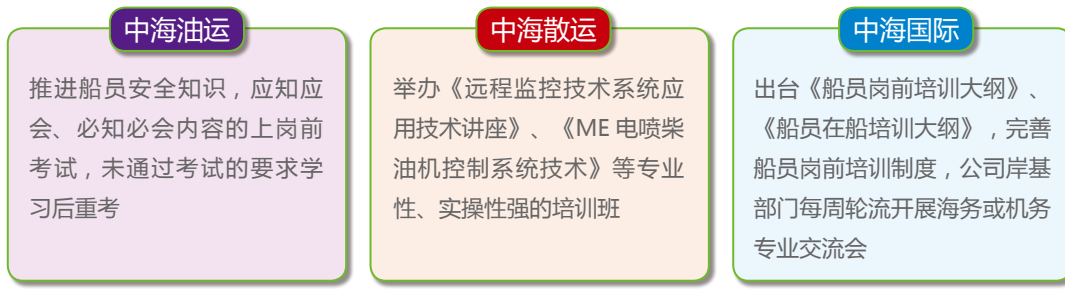 中海油运
推进船员安全知识，应知应
会、必知必会内容的上岗前
考试，未通过考试的要求学
习后重考
中海散运
举办《远程监控技术系统应
用技术讲座》、《ME 电喷柴
油机控制系统技术》等专业
性、实操性强的培训班
中海国际
出台《船员岗前培训大纲》、
《船员在船培训大纲》，完善
船员岗前培训制度，公司岸基
部门每周轮流开展海务或机务
专业交流会